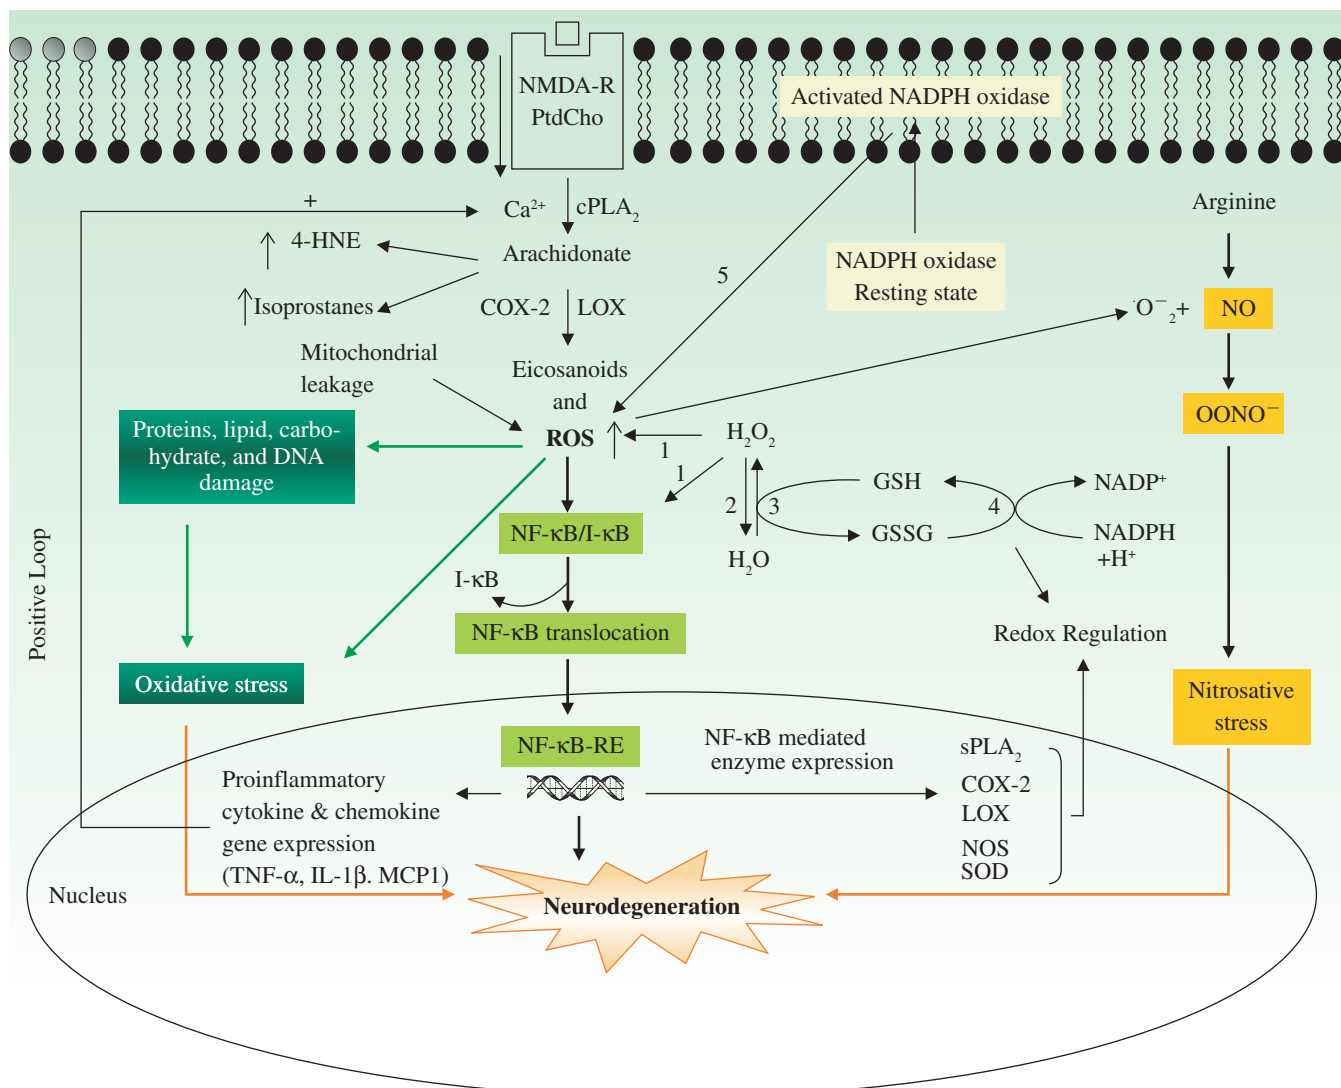 NMDA-R
PtdCho
Activated NADPH oxidase
+
Ca²⁺
cPLA₂
Arginine
4-HNE
Arachidonate
NADPH oxidase
Resting state
5
Isoprostanes
COX-2
LOX
·O⁻₂+
NO
Mitochondrial
leakage
Eicosanoids
and
ROS
OONO⁻
Proteins, lipid, carbo-
hydrate, and DNA
damage
H₂O₂
1
1
GSH
NADP⁺
2
3
4
NF-κB/I-κB
GSSG
NADPH
+H⁺
H₂O
I-κB
Positive Loop
NF-κB translocation
Redox Regulation
Oxidative stress
Nitrosative
stress
NF-κB-RE
NF-κB mediated
enzyme expression
sPLA₂
COX-2
LOX
NOS
SOD
Proinflammatory
cytokine & chemokine
gene expression
(TNF-α, IL-1β. MCP1)
Nucleus
Neurodegeneration